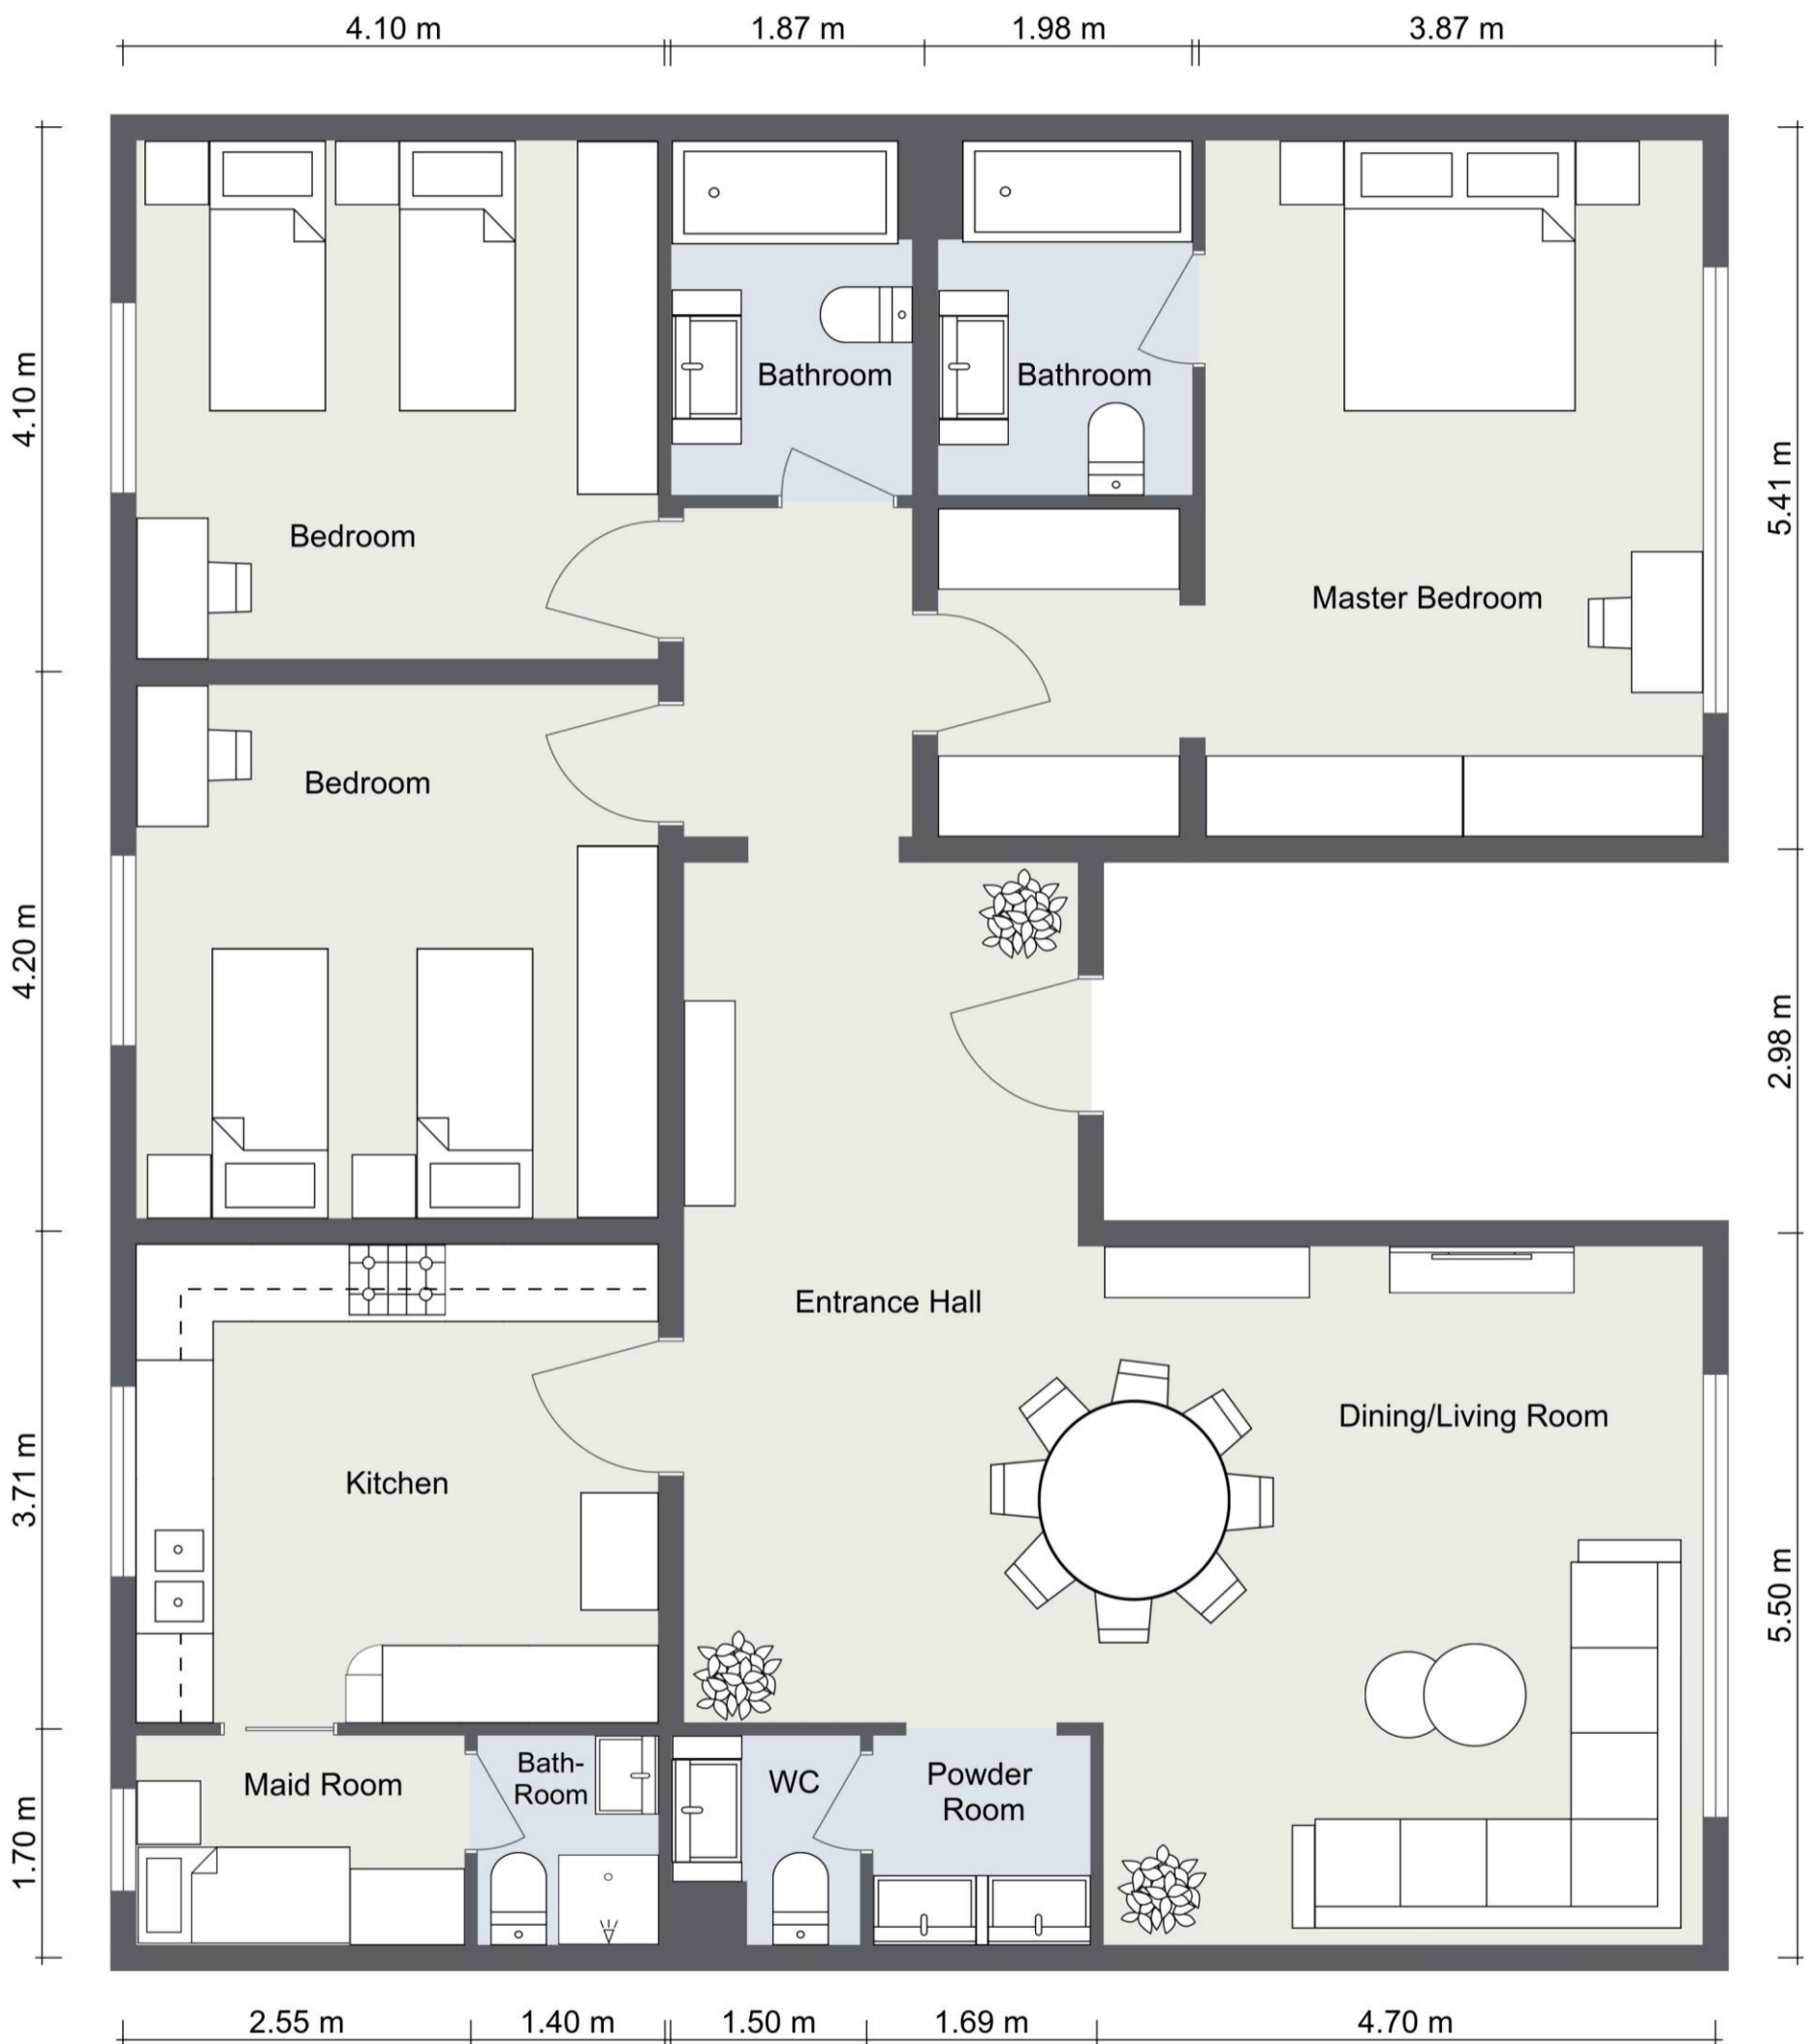 4.10 m
1.87 m
1.98 m
3.87 m
4.10 m
5.41 m
Bathroom
Bathroom
Bedroom
Master Bedroom
Bedroom
4.20 m
2.98 m
Entrance Hall
Dining/Living Room
Kitchen
3.71 m
5.50 m
Maid Room
Bath-
Room
WC
Powder
Room
1.70 m
2.55 m
1.40 m
1.50 m
1.69 m
4.70 m